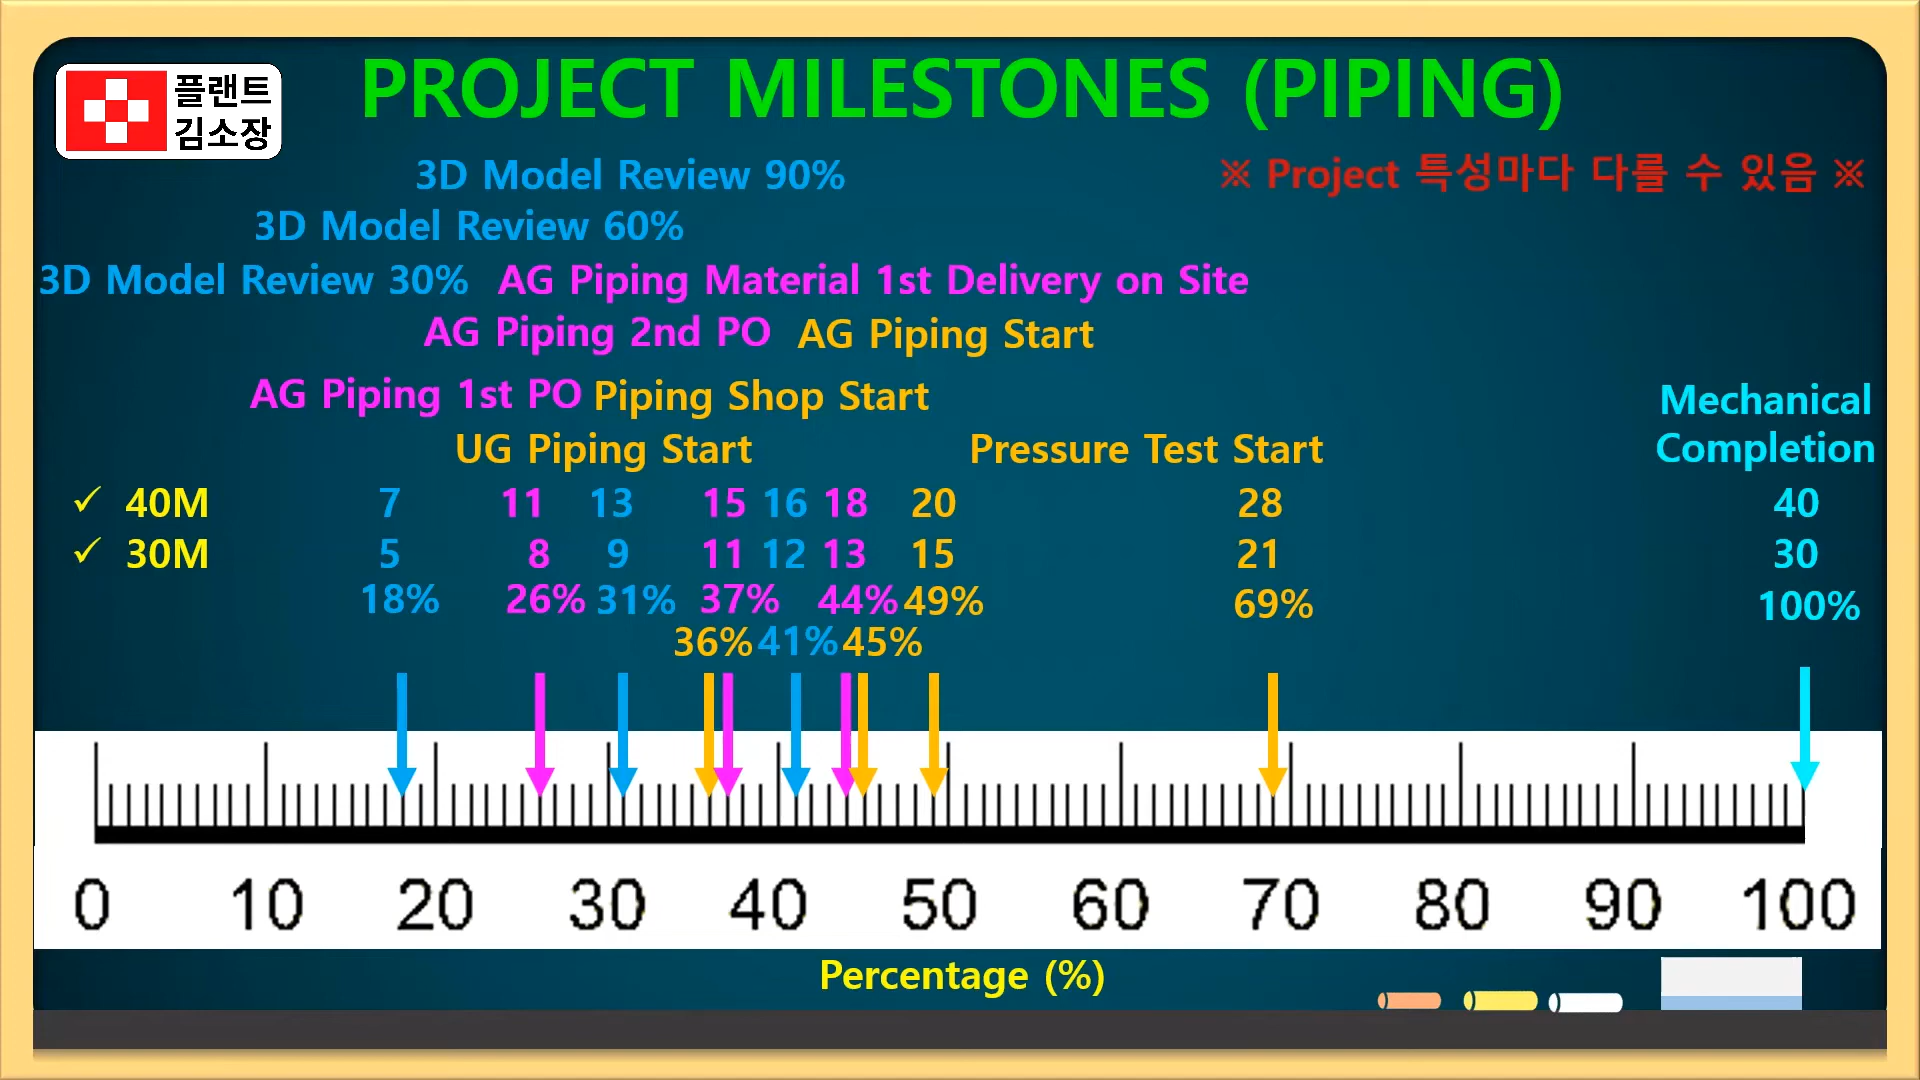 플랜트
김소장
PROJECT MILESTONES (PIPING)
3D Model Review 90%
※ Project 특성마다 다를 수 있음 ※
3D Model Review 60%
3D Model Review 30% AG Piping Material 1st Delivery on Site
AG Piping 2nd PO AG Piping Start
AG Piping 1st PO Piping Shop Start
Mechanical
Completion
UG Piping Start Pressure Test Start
✓ 40M 7 11 13 15 16 18 20 28 40
✓ 30M 5 8 9 11 12 13 15 21 30
18% 26% 31% 37% 44% 49% 69% 100%
36% 41% 45%
0 10 20 30 40 50 60 70 80 90 100
Percentage (%)